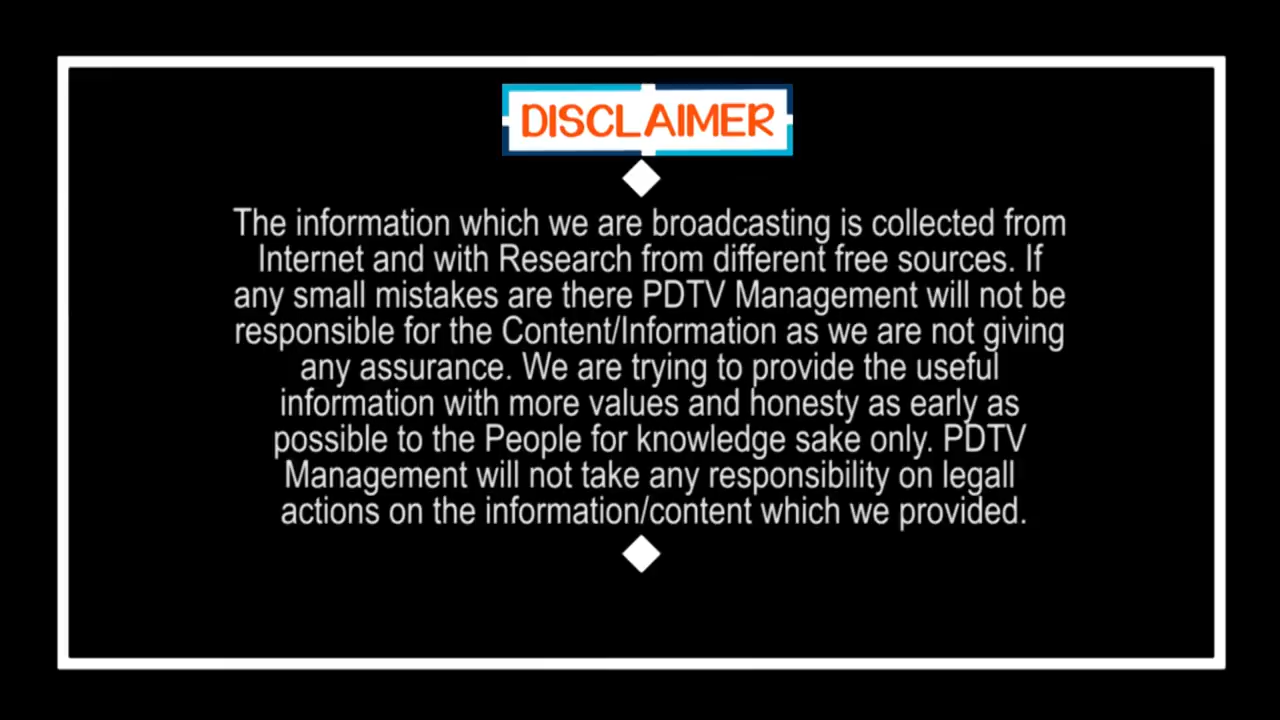 DISCLAIMER
The information which we are broadcasting is collected from
Internet and with Research from different free sources. If
any small mistakes are there PDTV Management will not be
responsible for the Content/Information as we are not giving
any assurance. We are trying to provide the useful
information with more values and honesty as early as
possible to the People for knowledge sake only. PDTV
Management will not take any responsibility on legall
actions on the information/content which we provided.